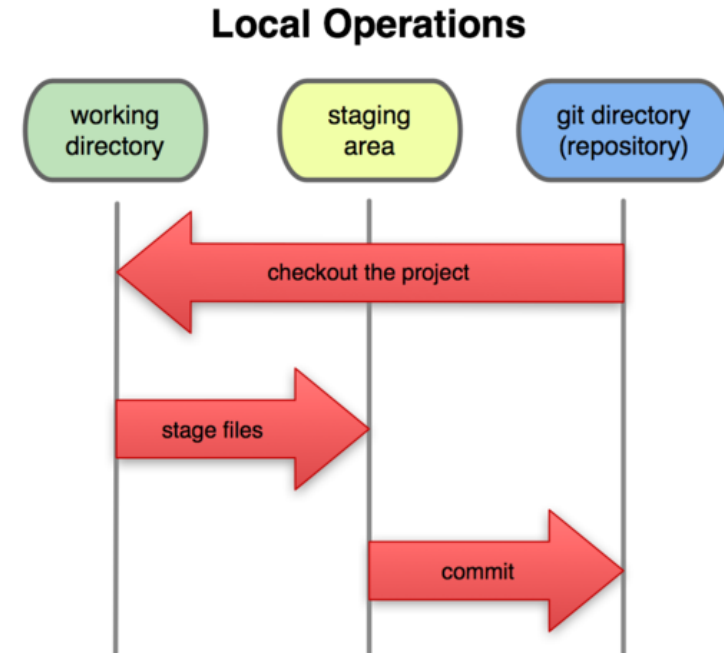 Local Operations
working
directory
staging
area
git directory
(repository)
checkout the project
stage files
commit